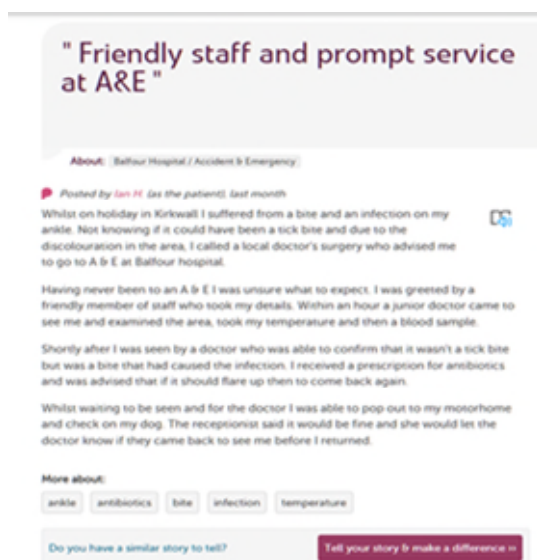 " Friendly staff and prompt service
at A&E "
About: Balfour Hospital / Accident & Emergency
Posted by Ian H (as the patient), last month
Whilst on holiday in Kirkwall I suffered from a bite and an infection on my
ankle. Not knowing if it could have been a tick bite and due to the
discolouration in the area, I called a local doctor's surgery who advised me
to go to A & E at Balfour hospital.
Having never been to an A & E I was unsure what to expect. I was greeted by a
friendly member of staff who took my details. Within an hour a junior doctor came to
see me and examined the area, took my temperature and then a blood sample.
Shortly after I was seen by a doctor who was able to confirm that it wasn't a tick bite
but was a bite that had caused the infection. I received a prescription for antibiotics
and was advised that if it should flare up then to come back again.
Whilst waiting to be seen and for the doctor I was able to pop out to my motorhome
and check on my dog. The receptionist said it would be fine and she would let the
doctor know if they came back to see me before I returned.
More about:
ankle antibiotics bite infection temperature
Do you have a similar story to tell? Tell your story & make a difference »